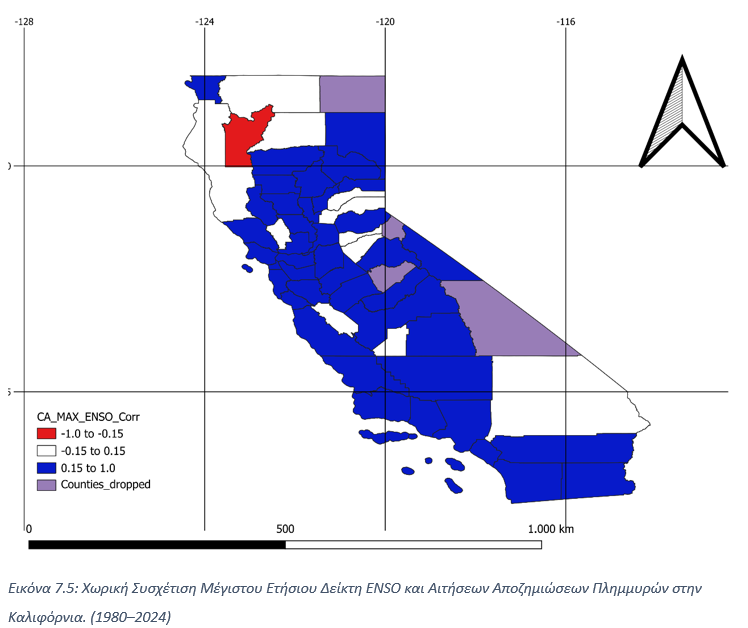 -128 -124 -120 -116
0
5
CA_MAX_ENSO_Corr
-1.0 to -0.15
-0.15 to 0.15
0.15 to 1.0
Counties_dropped
0 500 1.000 km
Εικόνα 7.5: Χωρική Συσχέτιση Μέγιστου Ετήσιου Δείκτη ENSO και Αιτήσεων Αποζημιώσεων Πλημμυρών στην
Καλιφόρνια. (1980–2024)